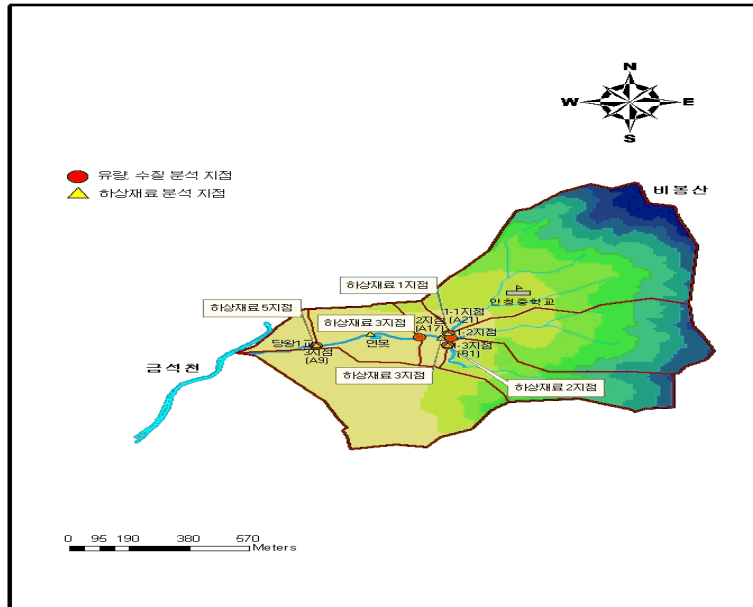 N
W E
S
유량, 수질 분석 지점
하상재료 분석 지점
비봉산
하상재료 1지점
안청중학교
하상재료 5지점
1-1지점
(A21)
하상재료 3지점
2지점
(A17)
1-2지점
당왕1교
연못
3지점
(A9)
1-3지점
(B1)
금석천
하상재료 3지점
하상재료 2지점
0 95 190 380 570
Meters